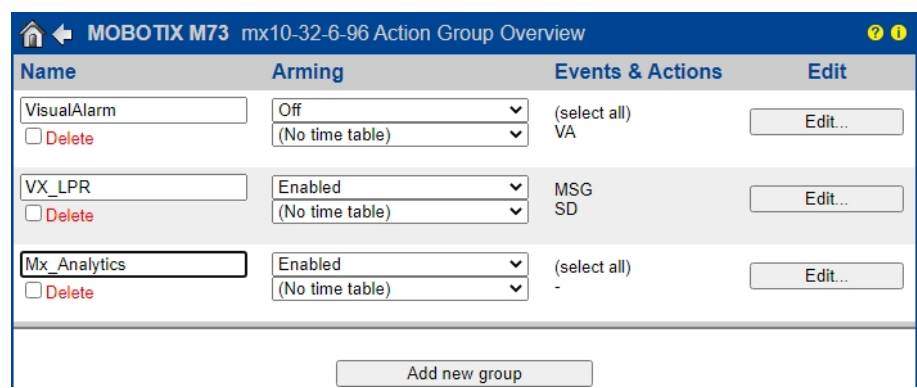 MOBOTIX M73 mx10-32-6-96 Action Group Overview ? i
Name Arming Events & Actions Edit
VisualAlarm Off (select all) Edit...
Delete (No time table) VA
VX_LPR Enabled MSG Edit...
Delete (No time table) SD
Mx_Analytics Enabled (select all) Edit...
Delete (No time table) -
Add new group